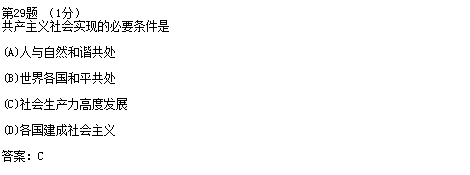 第29题 （1分）
共产主义社会实现的必要条件是
(A)人与自然和谐共处
(B)世界各国和平共处
(C)社会生产力高度发展
(D)各国建成社会主义
答案：C